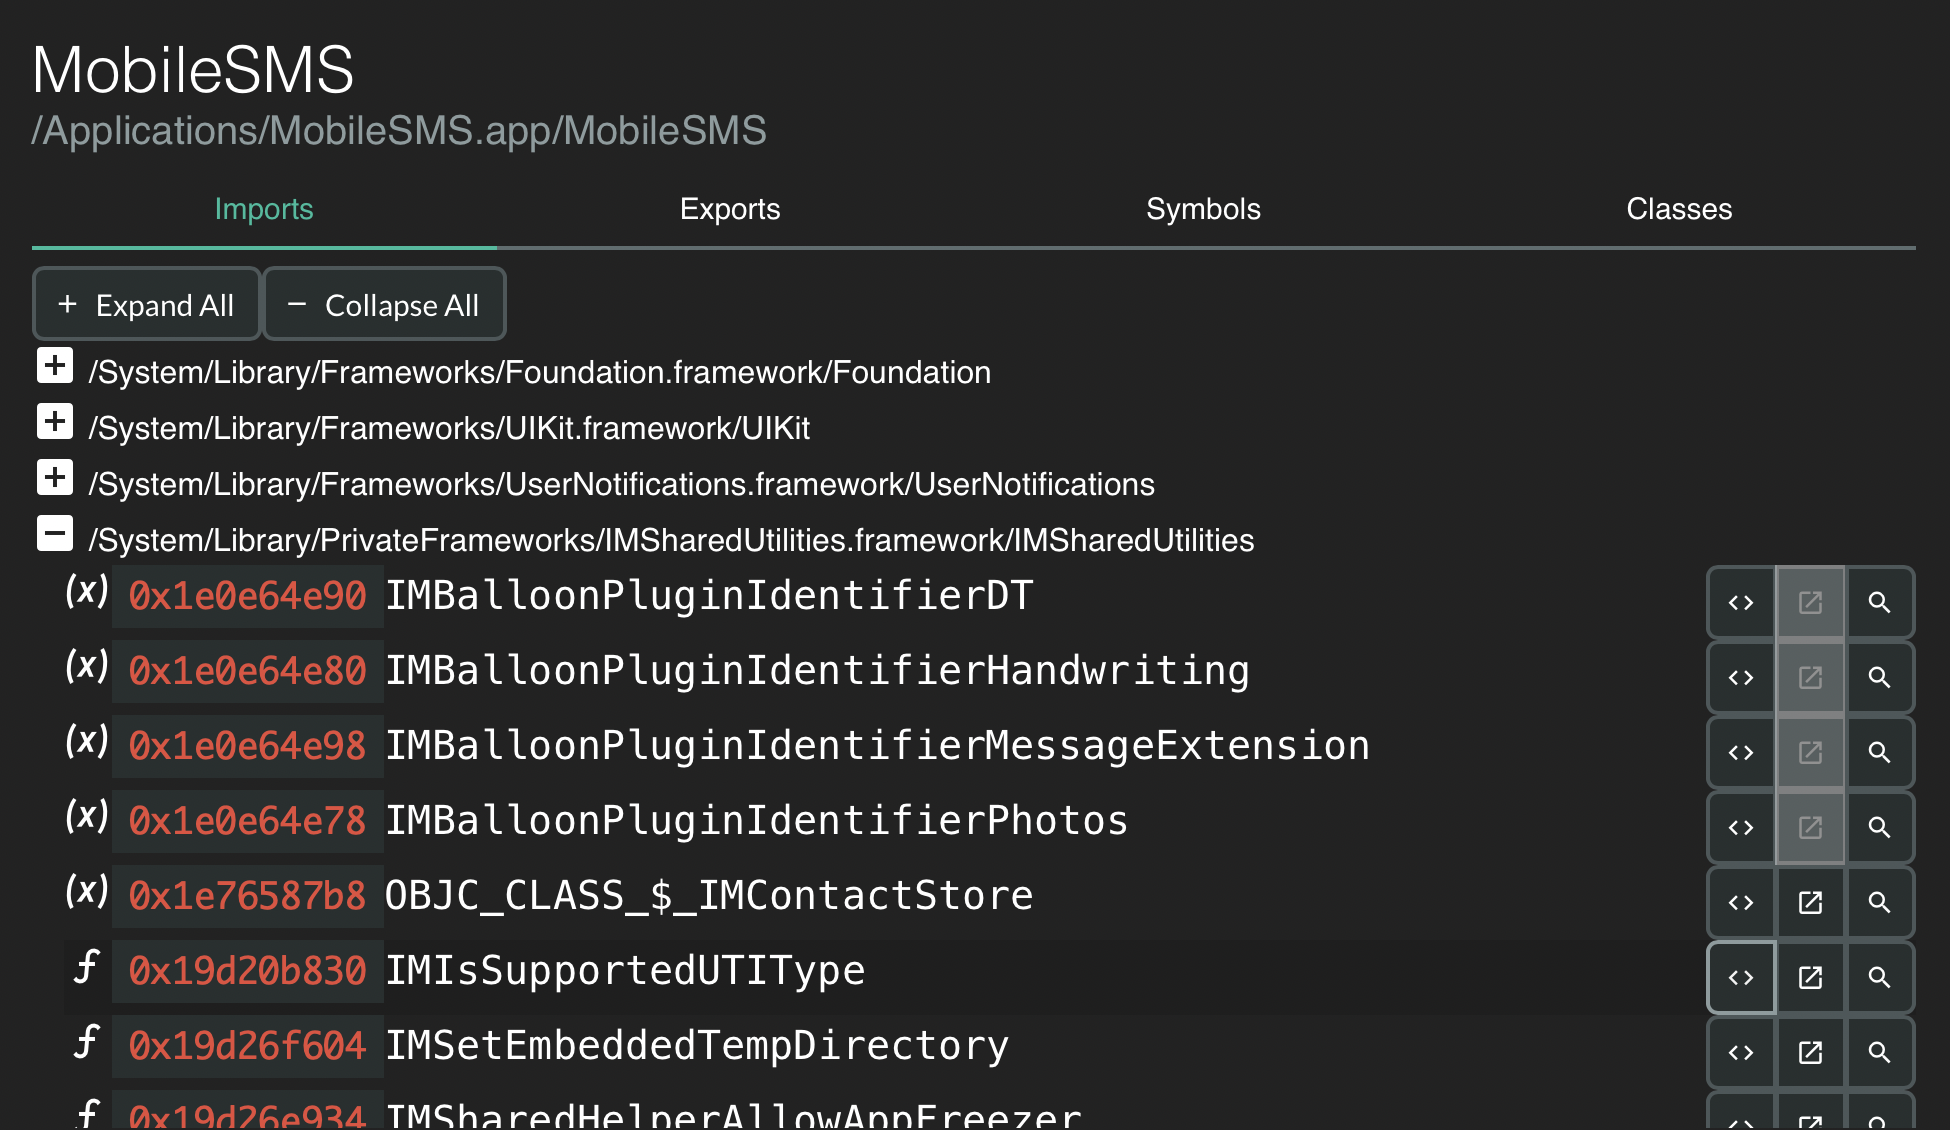 MobileSMS
/Applications/MobileSMS.app/MobileSMS
Imports Exports Symbols Classes
+ Expand All − Collapse All
/System/Library/Frameworks/Foundation.framework/Foundation
/System/Library/Frameworks/UIKit.framework/UIKit
/System/Library/Frameworks/UserNotifications.framework/UserNotifications
/System/Library/PrivateFrameworks/IMSharedUtilities.framework/IMSharedUtilities
(x) 0x1e0e64e90 IMBalloonPluginIdentifierDT
(x) 0x1e0e64e80 IMBalloonPluginIdentifierHandwriting
(x) 0x1e0e64e98 IMBalloonPluginIdentifierMessageExtension
(x) 0x1e0e64e78 IMBalloonPluginIdentifierPhotos
(x) 0x1e76587b8 OBJC_CLASS_$_IMContactStore
f 0x19d20b830 IMIsSupportedUTIType
f 0x19d26f604 IMSetEmbeddedTempDirectory
f 0x19d26e934 IMSharedHelperAllowAppFreezer